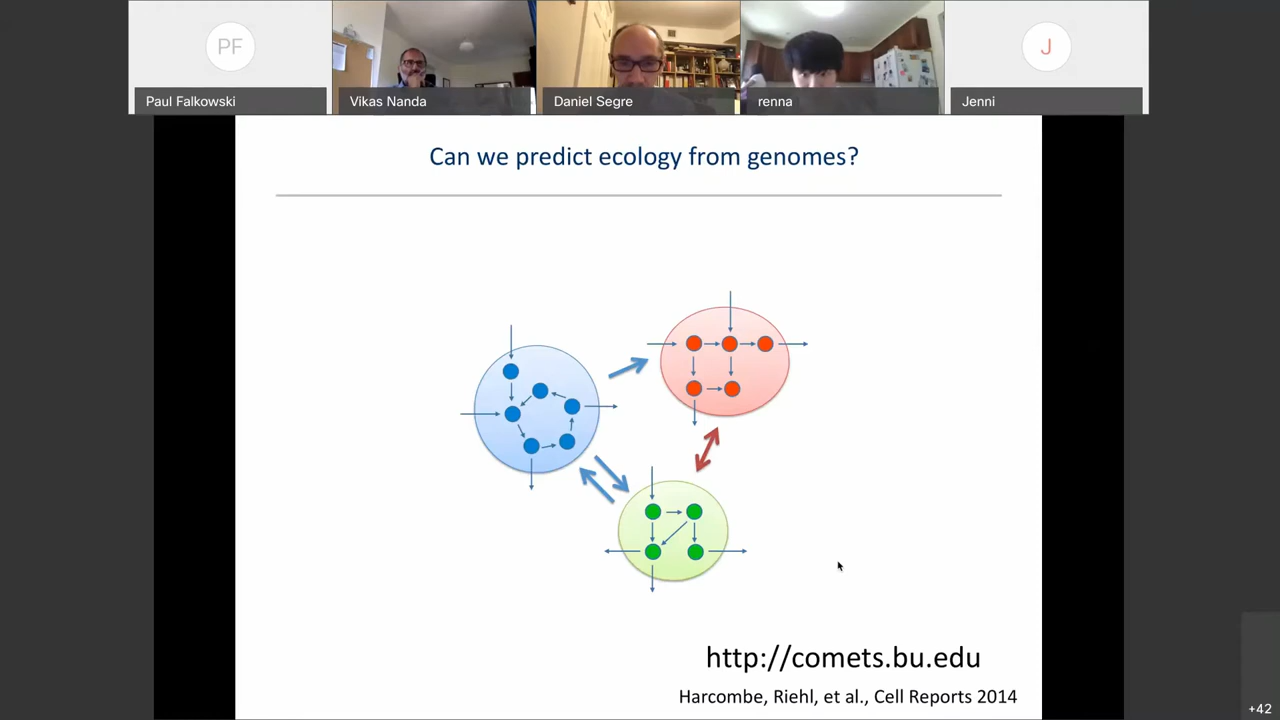 PF
J
Paul Falkowski
Vikas Nanda
Daniel Segre
renna
Jenni
Can we predict ecology from genomes?
http://comets.bu.edu
Harcombe, Riehl, et al., Cell Reports 2014
+42